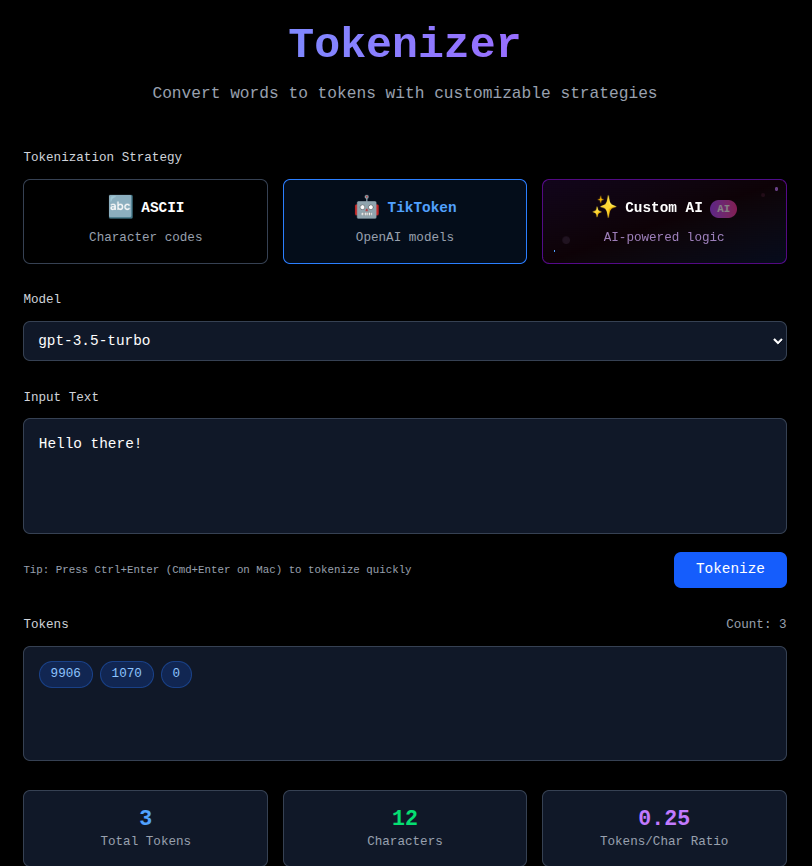 Tokenizer
Convert words to tokens with customizable strategies
Tokenization Strategy
abc ASCII
Character codes
TikToken
OpenAI models
Custom AI AI
AI-powered logic
Model
gpt-3.5-turbo
Input Text
Hello there!
Tip: Press Ctrl+Enter (Cmd+Enter on Mac) to tokenize quickly
Tokenize
Tokens
Count: 3
9906 1070 0
3
Total Tokens
12
Characters
0.25
Tokens/Char Ratio